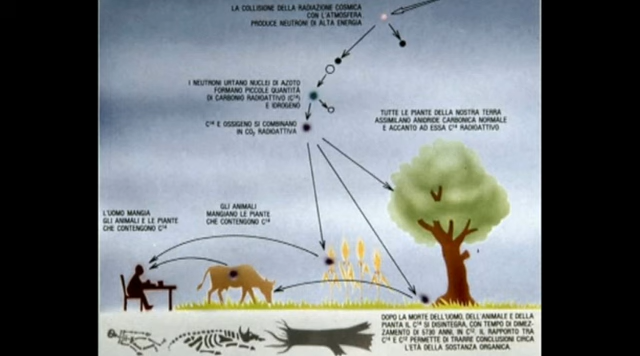 LA COLLISIONE DELLA RADIAZIONE COSMICA
CON L'ATMOSFERA
PRODUCE NEUTRONI DI ALTA ENERGIA
I NEUTRONI URTANO NUCLEI DI AZOTO
FORMANO PICCOLE QUANTITÀ
DI CARBONIO RADIOATTIVO (C¹⁴)
E IDROGENO
C¹⁴ E OSSIGENO SI COMBINANO
IN CO₂ RADIOATTIVA
TUTTE LE PIANTE DELLA NOSTRA TERRA
ASSIMILANO ANIDRIDE CARBONICA NORMALE
E ACCANTO AD ESSA C¹⁴ RADIOATTIVO
L'UOMO MANGIA
GLI ANIMALI E LE PIANTE
CHE CONTENGONO C¹⁴
GLI ANIMALI
MANGIANO LE PIANTE
CHE CONTENGONO C¹⁴
DOPO LA MORTE DELL'UOMO, DELL'ANIMALE E DELLA
PIANTA IL C¹⁴ SI DISINTEGRA, CON TEMPO DI DIMEZ-
ZAMENTO DI 5730 ANNI, IN C¹². IL RAPPORTO TRA
C¹⁴ E C¹² PERMETTE DI TRARRE CONCLUSIONI CIRCA
L'ETÀ DELLA SOSTANZA ORGANICA.